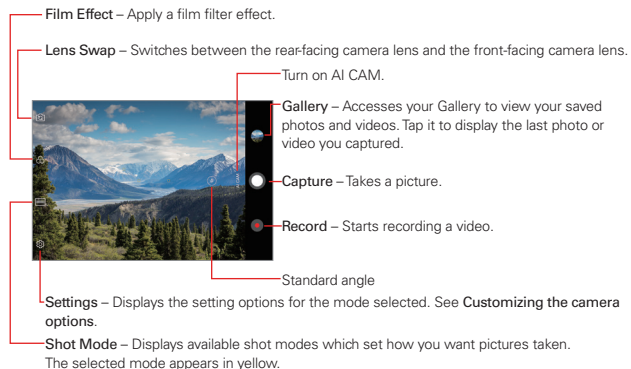 Film Effect – Apply a film filter effect.
Lens Swap – Switches between the rear-facing camera lens and the front-facing camera lens.
Turn on AI CAM.
Gallery – Accesses your Gallery to view your saved
photos and videos. Tap it to display the last photo or
video you captured.
Capture – Takes a picture.
Record – Starts recording a video.
Standard angle
Settings – Displays the setting options for the mode selected. See Customizing the camera
options.
Shot Mode – Displays available shot modes which set how you want pictures taken.
The selected mode appears in yellow.